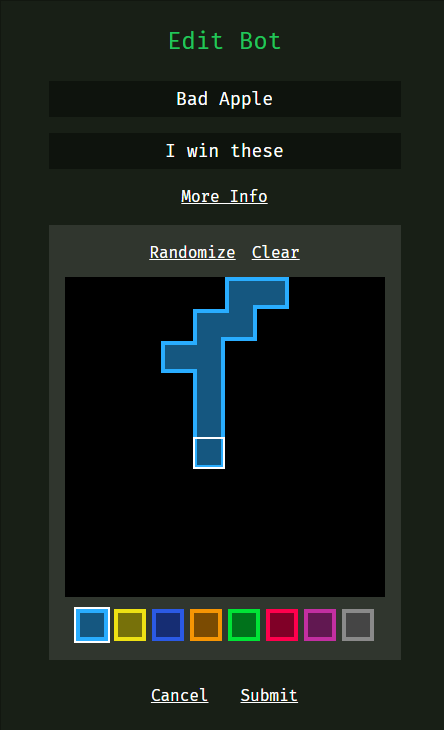 Edit Bot
Bad Apple
I win these
More Info
Randomize Clear
Cancel Submit